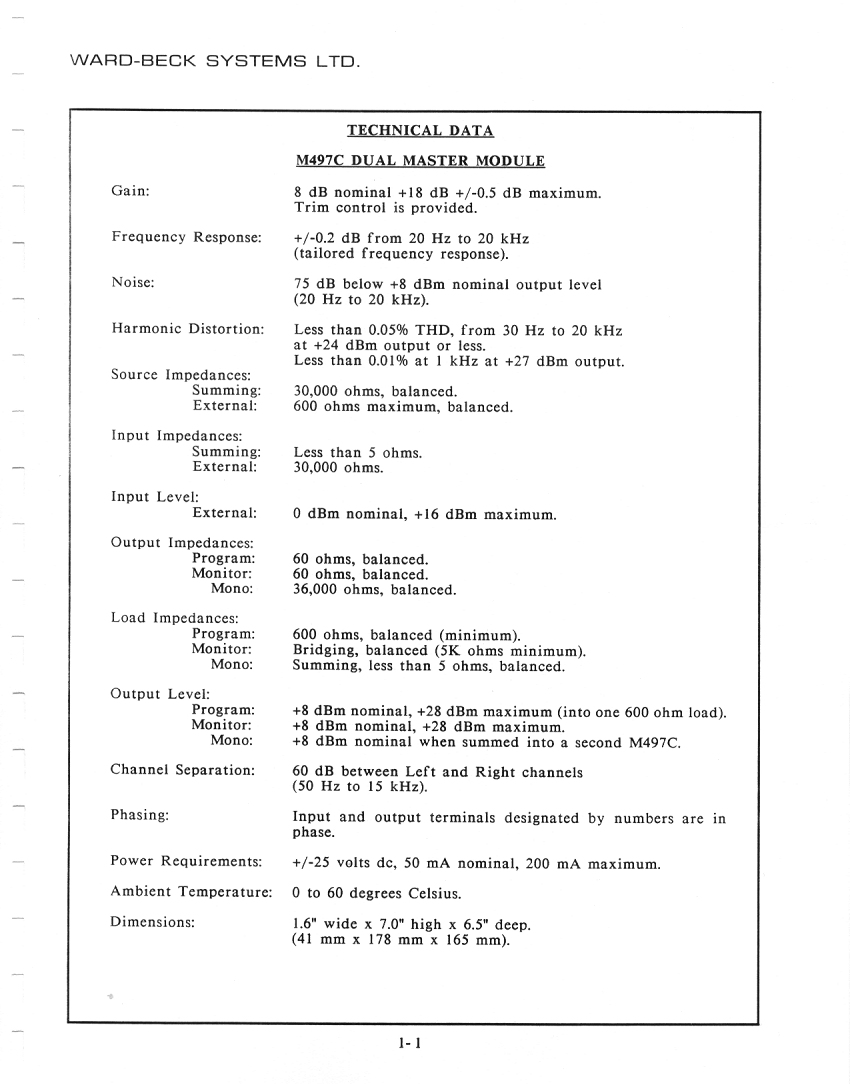 WARD-BECK SYSTEMS LTD.
TECHNICAL DATA
M497C DUAL MASTER MODULE
Gain: 8 dB nominal +18 dB +/-0.5 dB maximum.
Trim control is provided.
Frequency Response: +/-0.2 dB from 20 Hz to 20 kHz
(tailored frequency response).
Noise: 75 dB below +8 dBm nominal output level
(20 Hz to 20 kHz).
Harmonic Distortion: Less than 0.05% THD, from 30 Hz to 20 kHz
at +24 dBm output or less.
Less than 0.01% at 1 kHz at +27 dBm output.
Source Impedances:
Summing: 30,000 ohms, balanced.
External: 600 ohms maximum, balanced.
Input Impedances:
Summing: Less than 5 ohms.
External: 30,000 ohms.
Input Level:
External: 0 dBm nominal, +16 dBm maximum.
Output Impedances:
Program: 60 ohms, balanced.
Monitor: 60 ohms, balanced.
Mono: 36,000 ohms, balanced.
Load Impedances:
Program: 600 ohms, balanced (minimum).
Monitor: Bridging, balanced (5K ohms minimum).
Mono: Summing, less than 5 ohms, balanced.
Output Level:
Program: +8 dBm nominal, +28 dBm maximum (into one 600 ohm load).
Monitor: +8 dBm nominal, +28 dBm maximum.
Mono: +8 dBm nominal when summed into a second M497C.
Channel Separation: 60 dB between Left and Right channels
(50 Hz to 15 kHz).
Phasing: Input and output terminals designated by numbers are in
phase.
Power Requirements: +/-25 volts dc, 50 mA nominal, 200 mA maximum.
Ambient Temperature: 0 to 60 degrees Celsius.
Dimensions: 1.6" wide x 7.0" high x 6.5" deep.
(41 mm x 178 mm x 165 mm).
1- 1